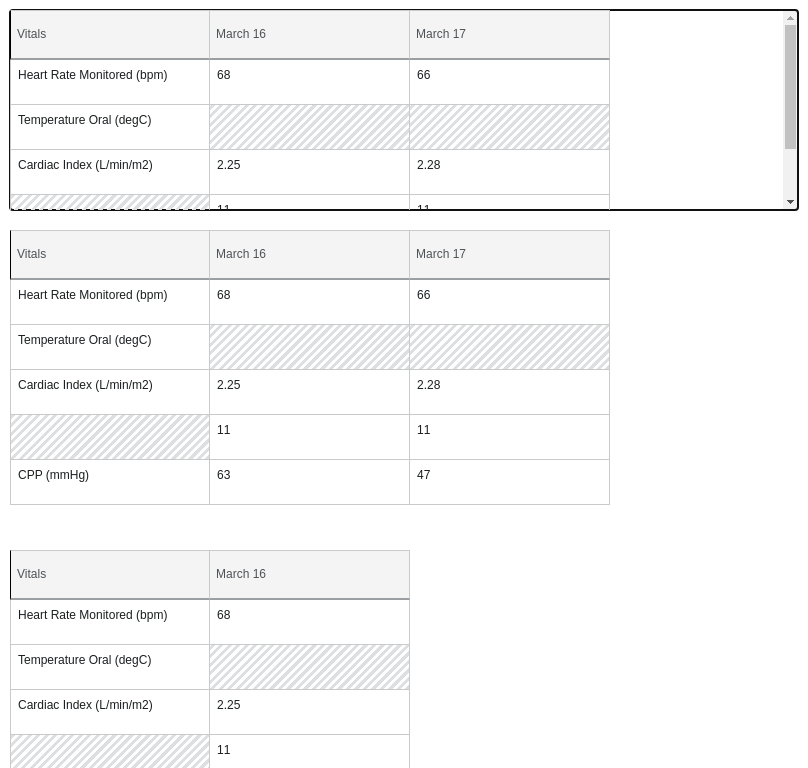 Vitals March 16 March 17
Heart Rate Monitored (bpm) 68 66
Temperature Oral (degC)
Cardiac Index (L/min/m2) 2.25 2.28
11 11
Vitals March 16 March 17
Heart Rate Monitored (bpm) 68 66
Temperature Oral (degC)
Cardiac Index (L/min/m2) 2.25 2.28
11 11
CPP (mmHg) 63 47
Vitals March 16
Heart Rate Monitored (bpm) 68
Temperature Oral (degC)
Cardiac Index (L/min/m2) 2.25
11